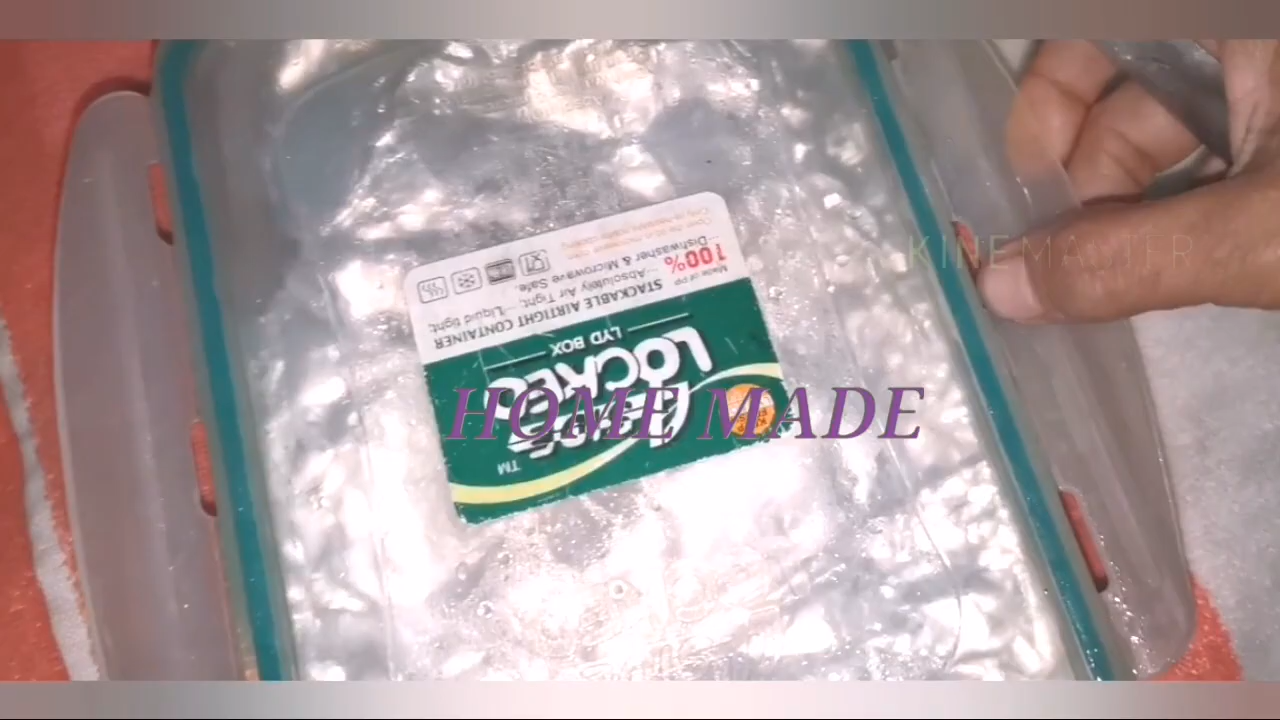 KINEMASTER
HOME MADE
Made of PP
100%
...Dishwasher & Microwave Safe.
...Absolutely Air Tight, ...Liquid tight,
STACKABLE AIRTIGHT CONTAINER
LYD BOX
LOCKED
TM